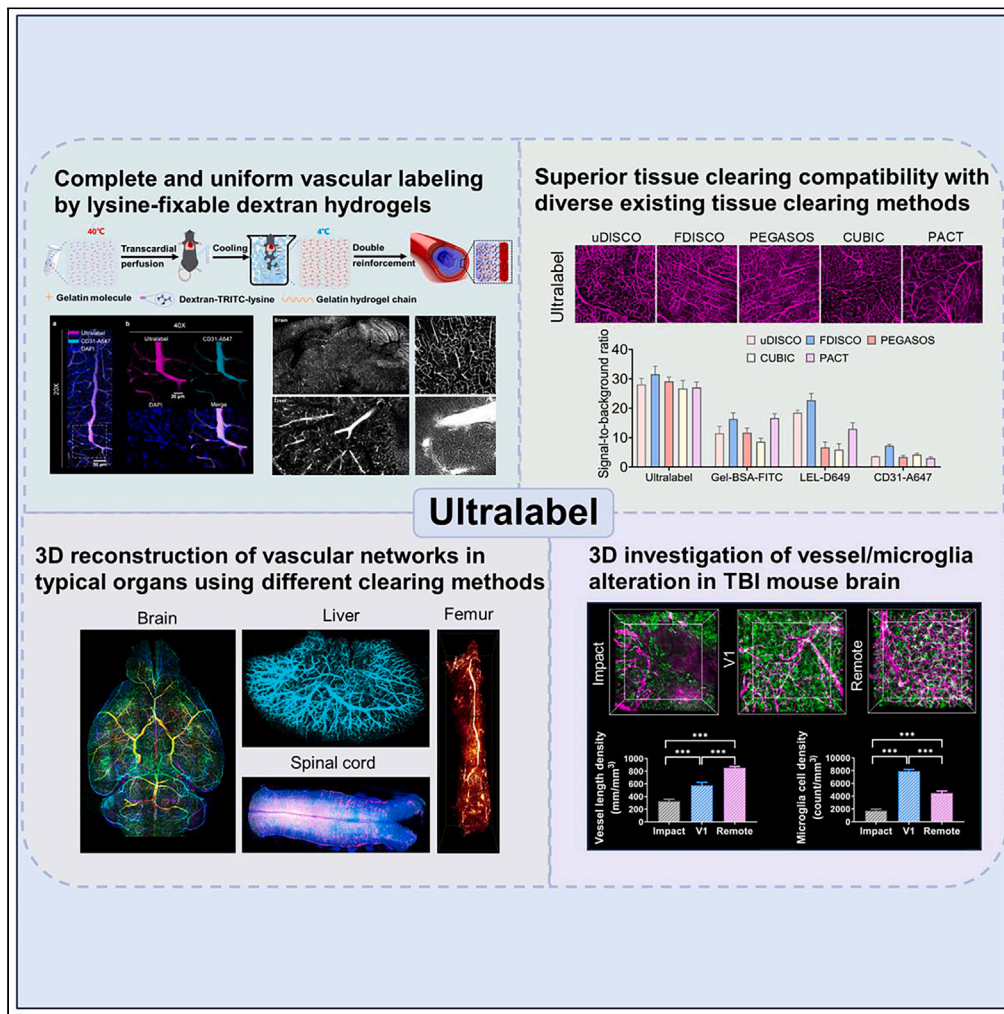 Complete and uniform vascular labeling
by lysine-fixable dextran hydrogels
40℃
Transcardial
perfusion
Cooling
4℃
Double
reinforcement
Gelatin molecule
Dextran-TRITC-lysine
Gelatin hydrogel chain
a
Ultralabel
CD31-A647
DAPI
20X
50 μm
b
40X
Ultralabel
CD31-A647
20 μm
DAPI
Merge
Brain
Liver
Superior tissue clearing compatibility with
diverse existing tissue clearing methods
uDISCO FDISCO PEGASOS CUBIC PACT
Ultralabel
uDISCO FDISCO PEGASOS
CUBIC PACT
Signal-to-background ratio
40
30
20
10
0
Ultralabel Gel-BSA-FITC LEL-D649 CD31-A647
Ultralabel
3D reconstruction of vascular networks in
typical organs using different clearing methods
Brain
Liver
Femur
Spinal cord
3D investigation of vessel/microglia
alteration in TBI mouse brain
Impact
V1
Remote
Vessel length density
(mm/mm³)
1000
800
600
400
200
0
***
*** ***
Impact V1 Remote
Microglia cell density
(count/mm³)
10000
8000
6000
4000
2000
0
***
*** ***
Impact V1 Remote